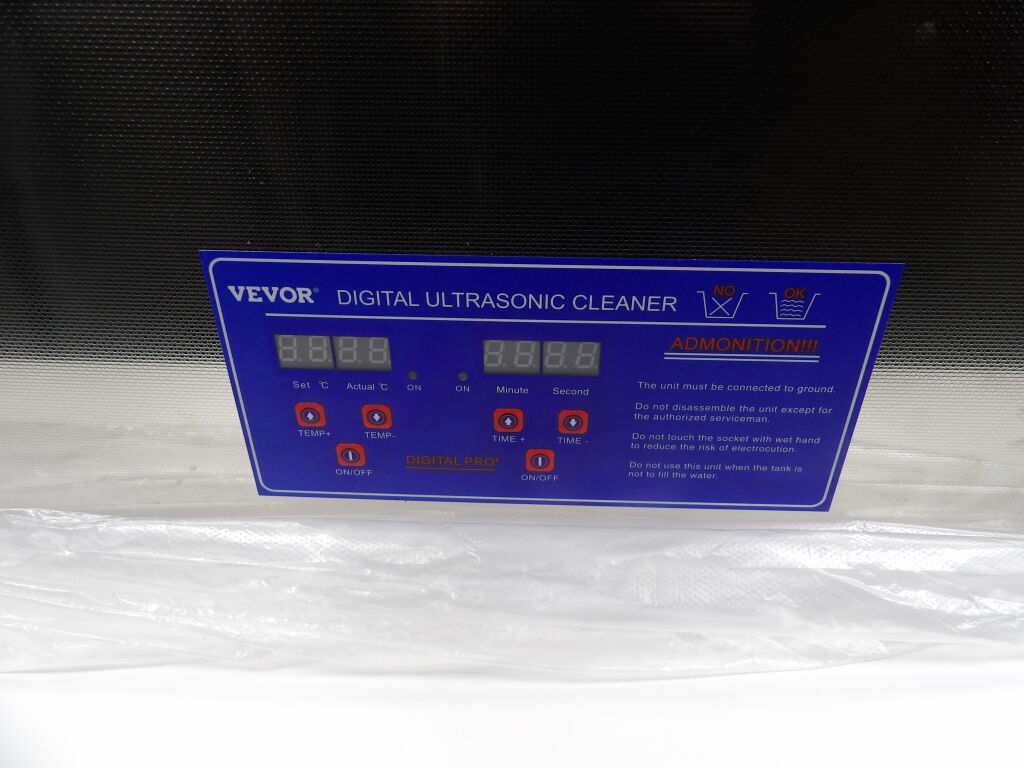 VEVOR®
DIGITAL ULTRASONIC CLEANER
NO
OK
ADMONITION!!!
Set °C
Actual °C
ON
ON
Minute
Second
TEMP+
TEMP-
TIME +
TIME -
ON/OFF
DIGITAL PRO+
ON/OFF
The unit must be connected to ground.
Do not disassemble the unit except for
the authorized serviceman.
Do not touch the socket with wet hand
to reduce the risk of electrocution.
Do not use this unit when the tank is
not to fill the water.